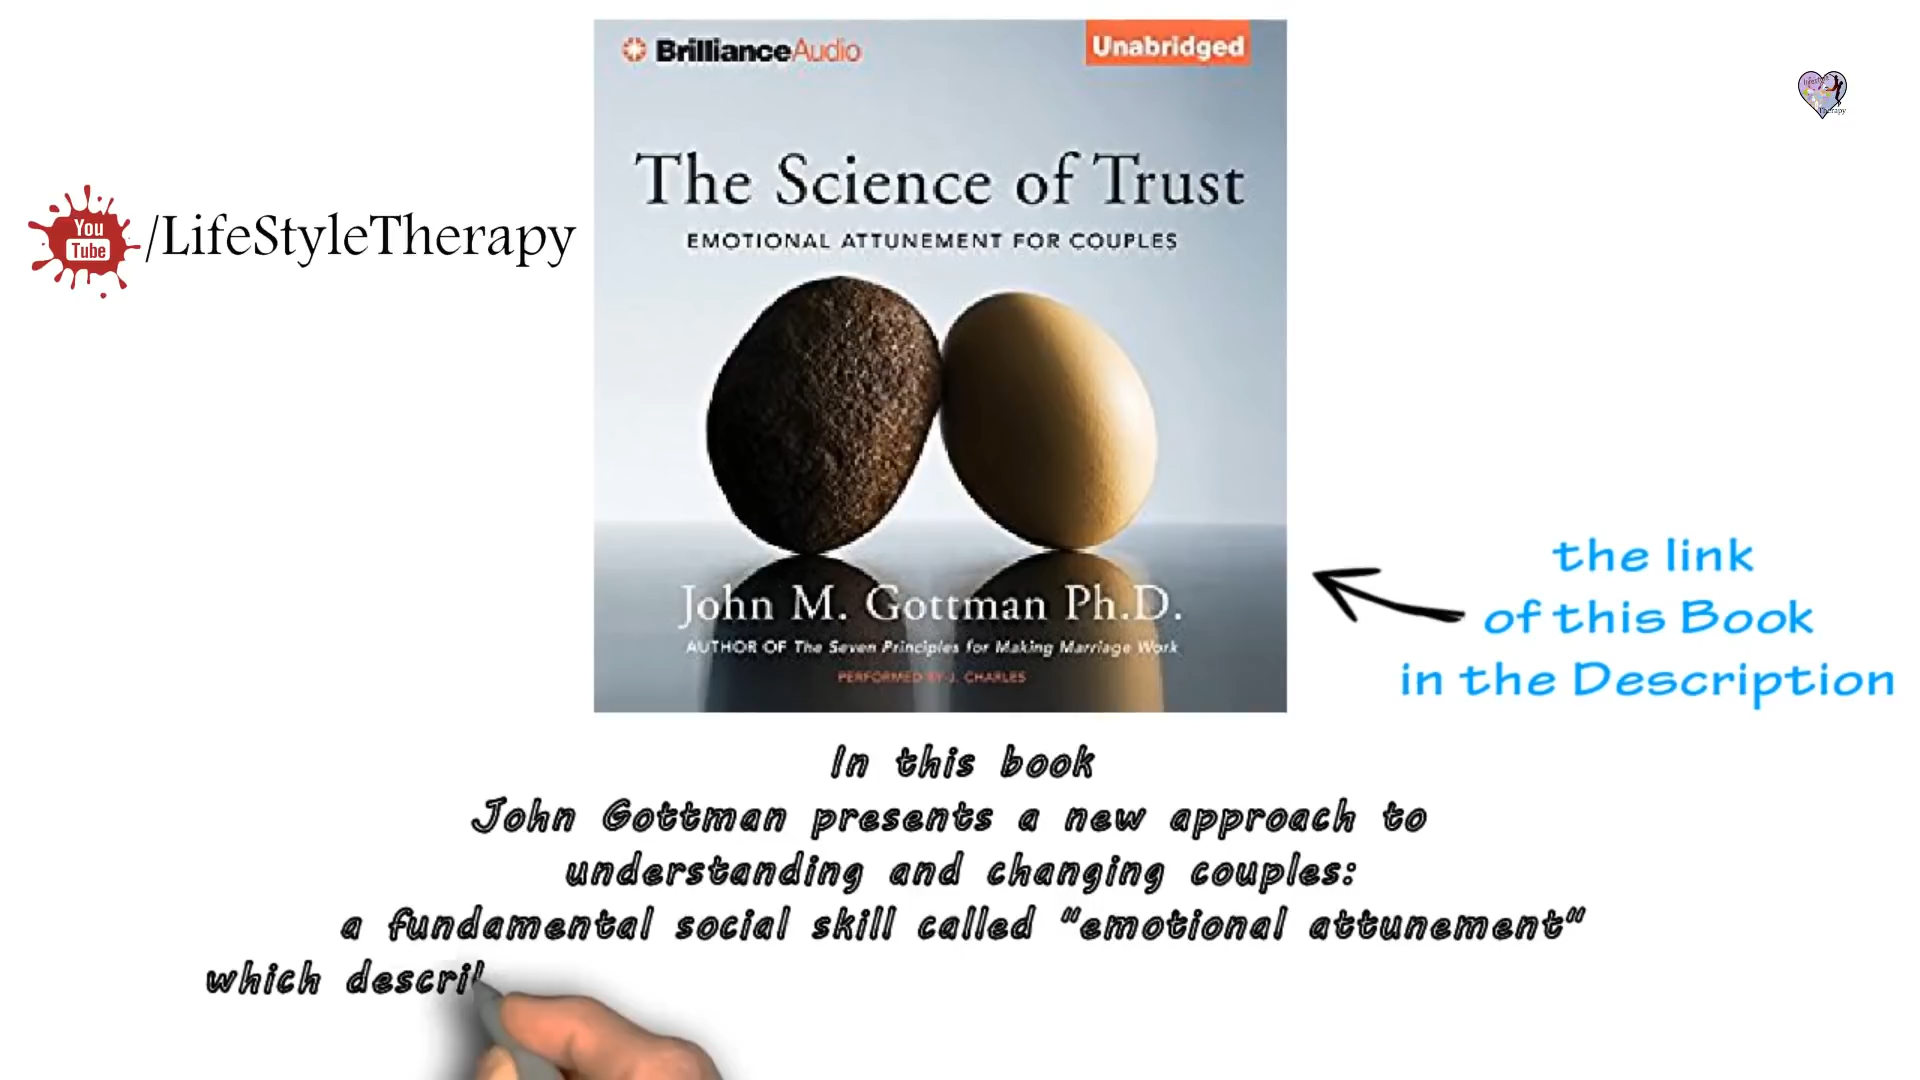 BrillianceAudio
Unabridged
The Science of Trust
EMOTIONAL ATTUNEMENT FOR COUPLES
You
Tube
/LifeStyleTherapy
John M. Gottman Ph.D.
AUTHOR OF The Seven Principles for Making Marriage Work
PERFORMED BY J. CHARLES
the link
of this Book
in the Description
In this book
John Gottman presents a new approach to
understanding and changing couples:
a fundamental social skill called "emotional attunement"
which descri
Therapy